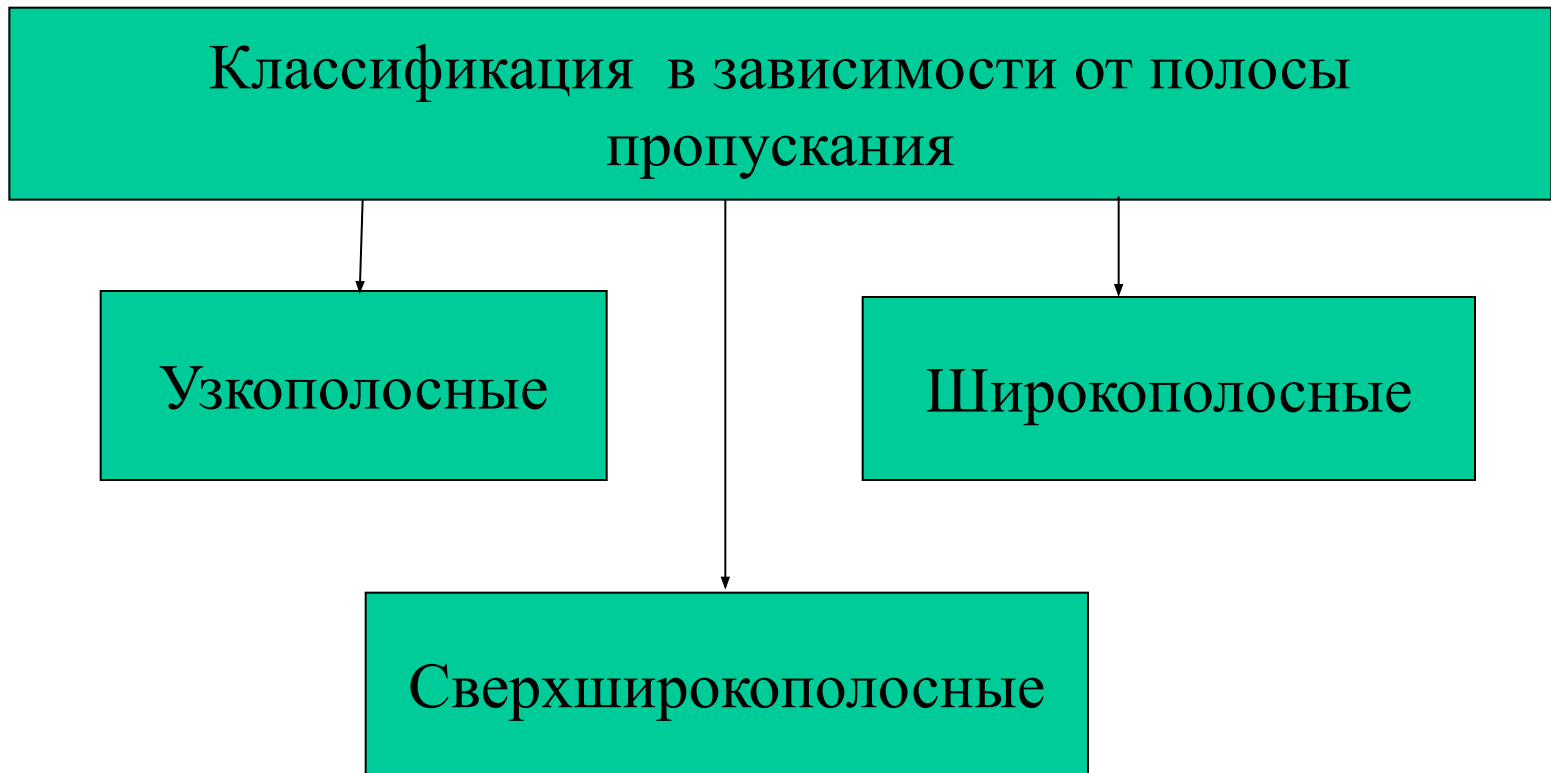 Классификация  в зависимости от полосы
пропускания
Узкополосные
Широкополосные
Сверхширокополосные